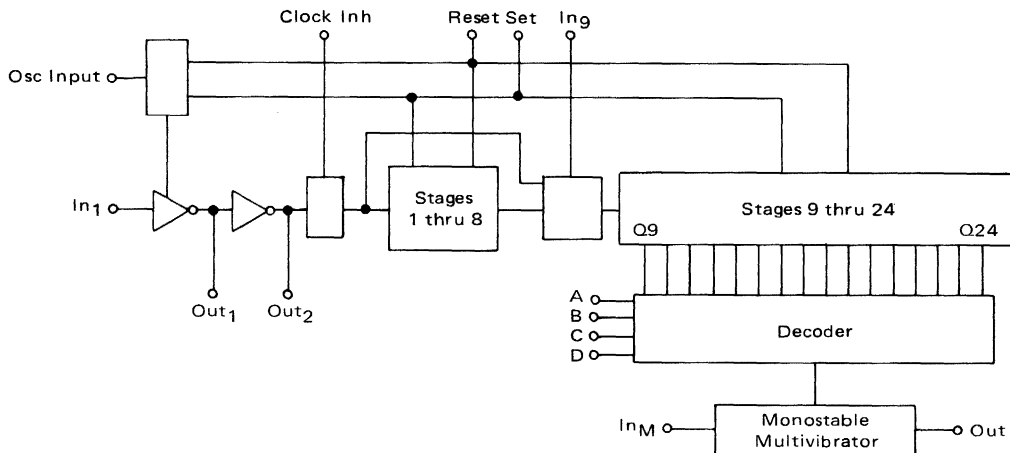 Clock Inh
Reset Set
In9
Osc Input
In1
Stages
1 thru 8
Stages 9 thru 24
Q9
Q24
Out1
Out2
A
B
C
D
Decoder
InM
Monostable
Multivibrator
Out